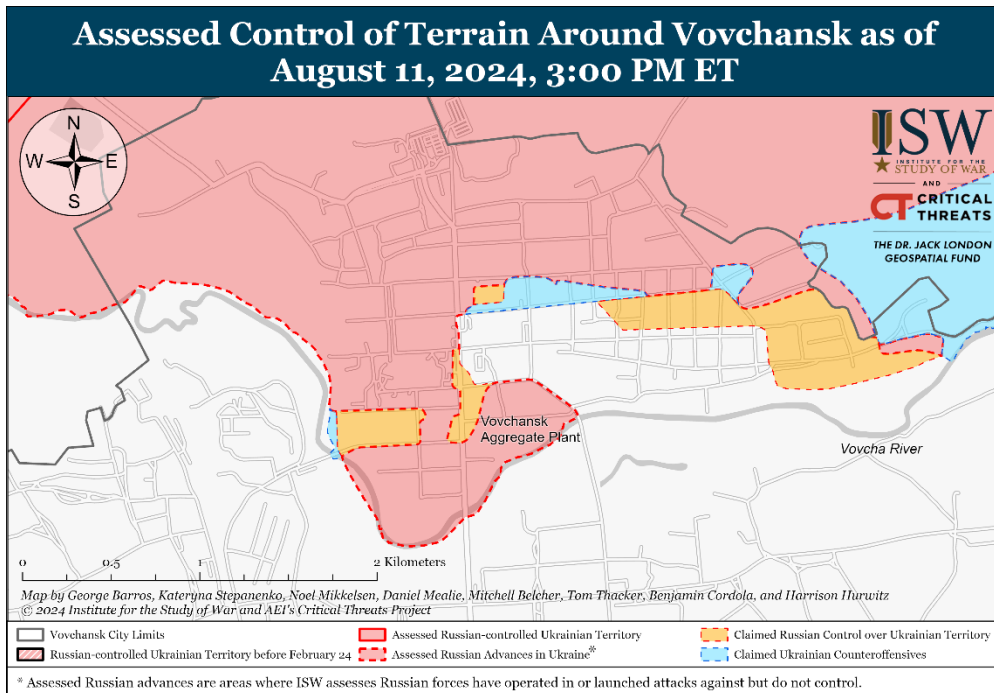 Assessed Control of Terrain Around Vovchansk as of
August 11, 2024, 3:00 PM ET
N
W E
S
ISW
INSTITUTE FOR THE
STUDY OF WAR
AND
CT CRITICAL
THREATS
THE DR. JACK LONDON
GEOSPATIAL FUND
Vovchansk
Aggregate Plant
Vovcha River
0 0.5 1 2 Kilometers
Map by George Barros, Kateryna Stepanenko, Noel Mikkelsen, Daniel Mealie, Mitchell Belcher, Tom Thacker, Benjamin Cordola, and Harrison Hurwitz
© 2024 Institute for the Study of War and AEI's Critical Threats Project
Vovchansk City Limits
Russian-controlled Ukrainian Territory before February 24
Assessed Russian-controlled Ukrainian Territory
Assessed Russian Advances in Ukraine*
Claimed Russian Control over Ukrainian Territory
Claimed Ukrainian Counteroffensives
* Assessed Russian advances are areas where ISW assesses Russian forces have operated in or launched attacks against but do not control.